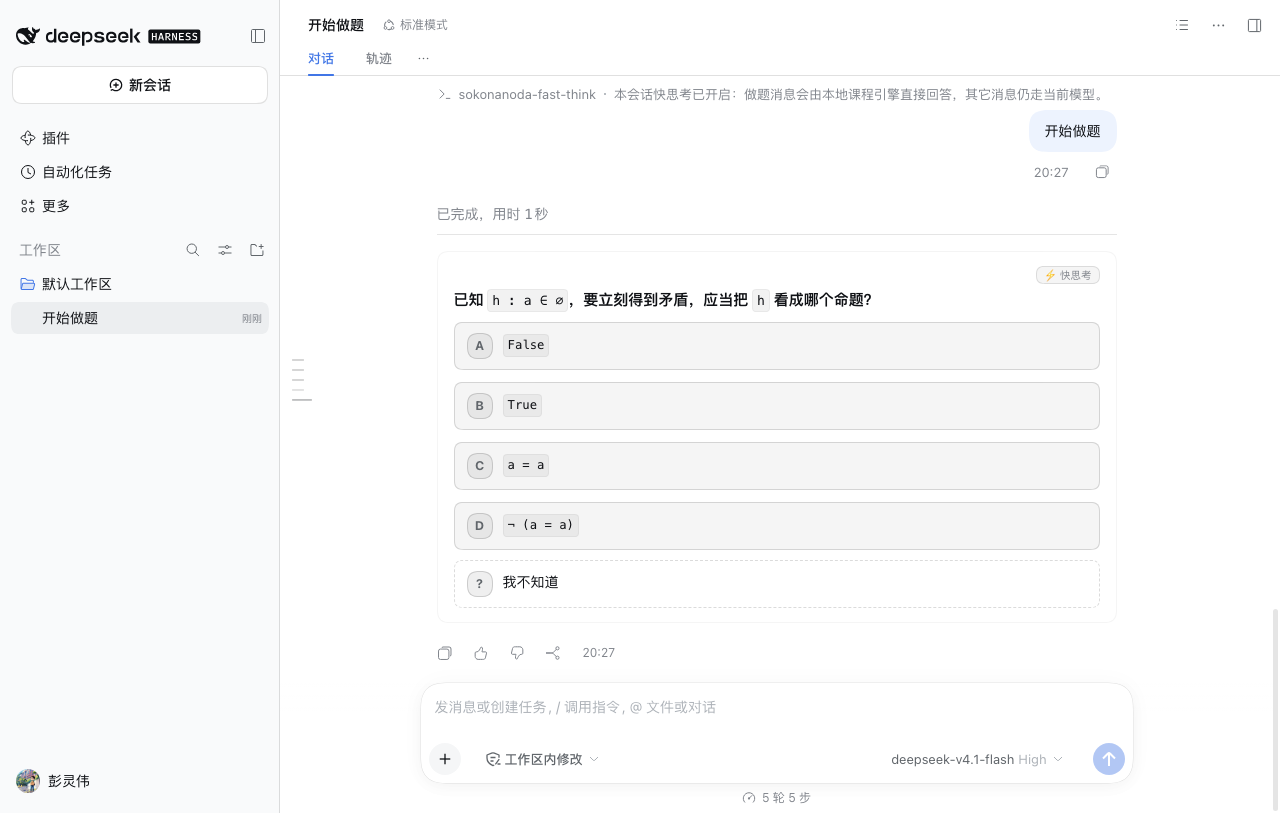 deepseek HARNESS
新会话
插件
自动化任务
更多
工作区
默认工作区
开始做题 刚刚
彭灵伟
开始做题 标准模式
对话 轨迹 ···
sokonanoda-fast-think · 本会话快思考已开启：做题消息会由本地课程引擎直接回答，其它消息仍走当前模型。
开始做题
20:27
已完成，用时 1 秒
⚡ 快思考
已知 h : a ∈ ∅，要立刻得到矛盾，应当把 h 看成哪个命题？
A False
B True
C a = a
D ¬ (a = a)
? 我不知道
20:27
发消息或创建任务, / 调用指令, @ 文件或对话
工作区内修改
deepseek-v4.1-flash High
5 轮 5 步